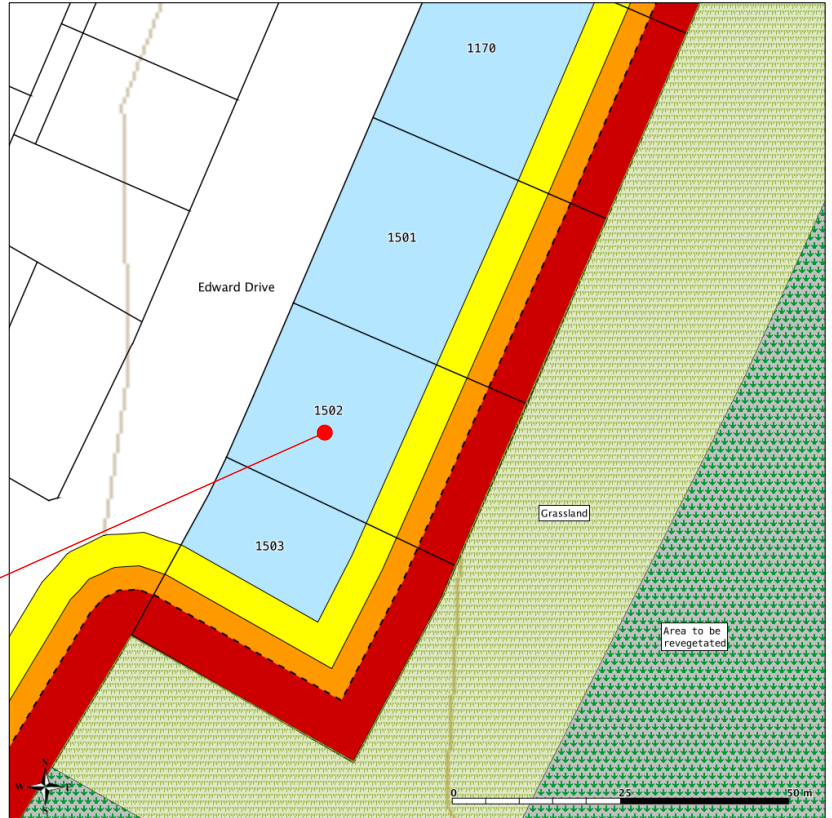 1170
1501
Edward Drive
1502
Grassland
1503
Area to be
revegetated
N
W E
S
0 25 50 m